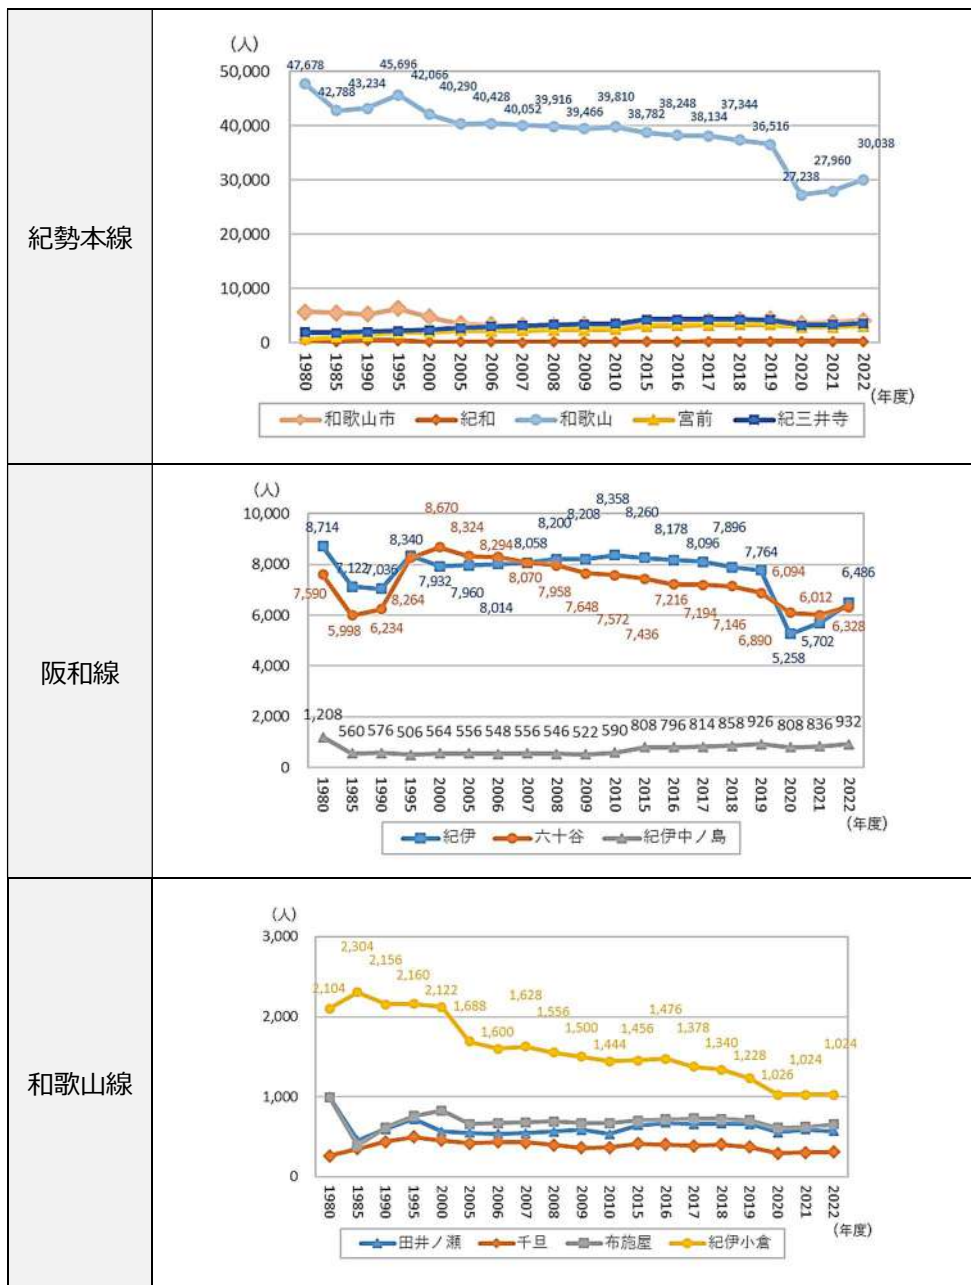 紀勢本線
(人)
47,678 42,788 43,234 45,696 42,066 40,290 40,428 40,052 39,916 39,466 39,810 38,782 38,248 38,134 37,344 36,516 27,238 27,960 30,038
50,000
40,000
30,000
20,000
10,000
0
1980 1985 1990 1995 2000 2005 2006 2007 2008 2009 2010 2015 2016 2017 2018 2019 2020 2021 2022
(年度)
和歌山市 紀和 和歌山 宮前 紀三井寺
阪和線
(人)
10,000
8,000
6,000
4,000
2,000
0
8,714 7,122 7,036 8,340 7,932 7,960 8,014 8,058 8,200 8,208 8,358 8,260 8,178 8,096 7,896 7,764 5,258 5,702 6,486
7,590 5,998 6,234 8,264 8,670 8,324 8,294 8,070 7,958 7,648 7,572 7,436 7,216 7,194 7,146 6,890 6,094 6,012 6,328
1,208 560 576 506 564 556 548 556 546 522 590 808 796 814 858 926 808 836 932
1980 1985 1990 1995 2000 2005 2006 2007 2008 2009 2010 2015 2016 2017 2018 2019 2020 2021 2022
(年度)
紀伊 六十谷 紀伊中ノ島
和歌山線
(人)
3,000
2,000
1,000
0
2,104 2,304 2,156 2,160 2,122 1,688 1,600 1,628 1,556 1,500 1,444 1,456 1,476 1,378 1,340 1,228 1,026 1,024 1,024
1980 1985 1990 1995 2000 2005 2006 2007 2008 2009 2010 2015 2016 2017 2018 2019 2020 2021 2022
(年度)
田井ノ瀬 千旦 布施屋 紀伊小倉